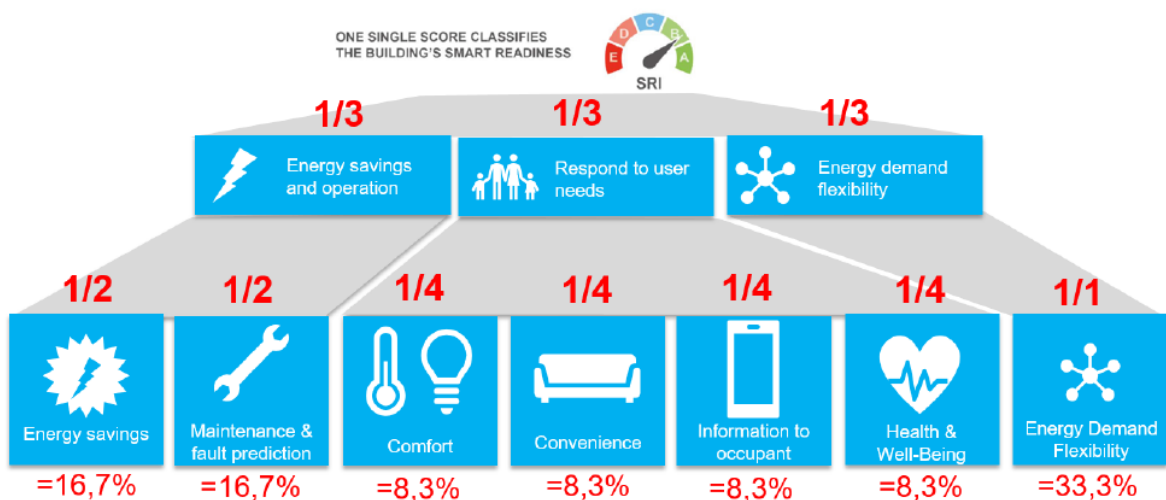 ONE SINGLE SCORE CLASSIFIES
THE BUILDING'S SMART READINESS
E
D
C
B
A
SRI
1/3
1/3
1/3
Energy savings
and operation
Respond to user
needs
Energy demand
flexibility
1/2
1/2
1/4
1/4
1/4
1/4
1/1
Energy savings
Maintenance &
fault prediction
Comfort
Convenience
Information to
occupant
Health &
Well-Being
Energy Demand
Flexibility
=16,7%
=16,7%
=8,3%
=8,3%
=8,3%
=8,3%
=33,3%